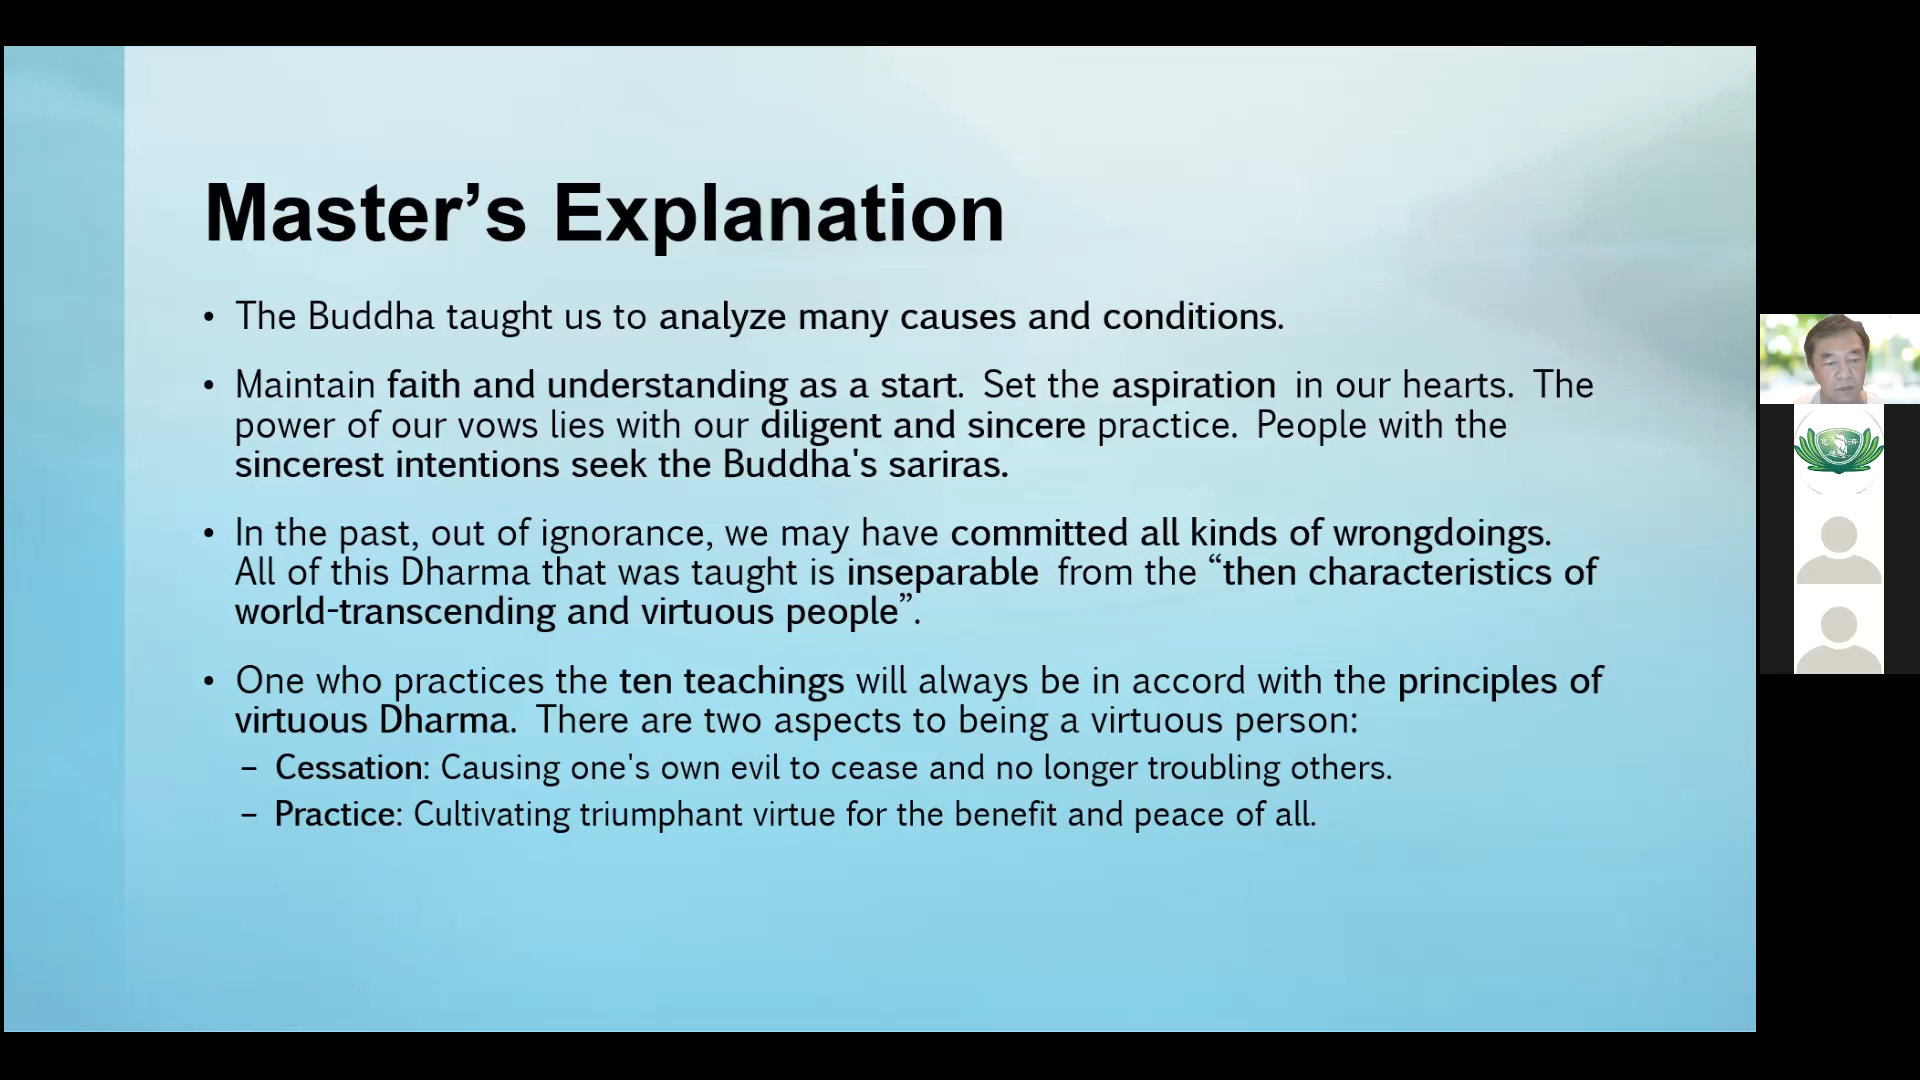 Master’s Explanation
• The Buddha taught us to analyze many causes and conditions.
• Maintain faith and understanding as a start. Set the aspiration in our hearts. The
power of our vows lies with our diligent and sincere practice. People with the
sincerest intentions seek the Buddha's sariras.
• In the past, out of ignorance, we may have committed all kinds of wrongdoings.
All of this Dharma that was taught is inseparable from the “then characteristics of
world-transcending and virtuous people”.
• One who practices the ten teachings will always be in accord with the principles of
virtuous Dharma. There are two aspects to being a virtuous person:
– Cessation: Causing one's own evil to cease and no longer troubling others.
– Practice: Cultivating triumphant virtue for the benefit and peace of all.